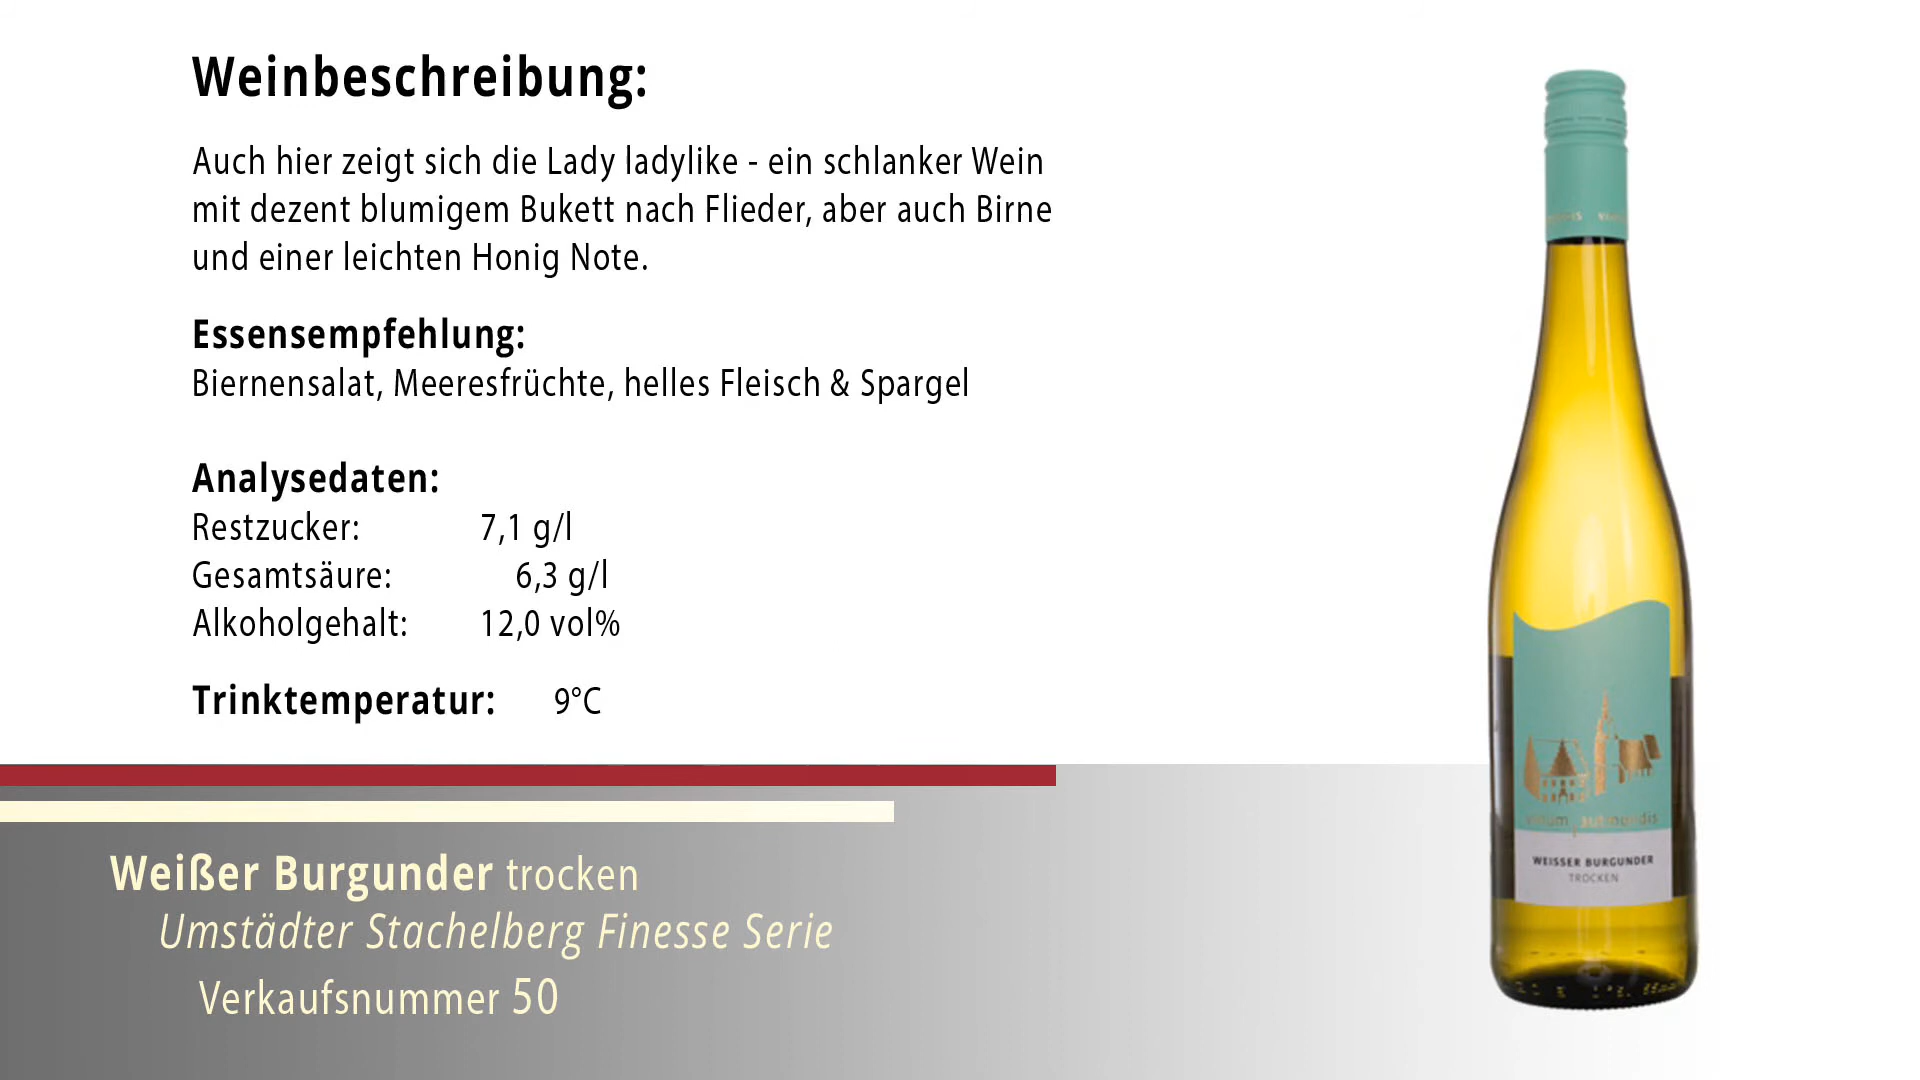 Weinbeschreibung:
Auch hier zeigt sich die Lady ladylike - ein schlanker Wein
mit dezent blumigem Bukett nach Flieder, aber auch Birne
und einer leichten Honig Note.
Essensempfehlung:
Biernensalat, Meeresfrüchte, helles Fleisch & Spargel
Analysedaten:
Restzucker: 7,1 g/l
Gesamtsäure: 6,3 g/l
Alkoholgehalt: 12,0 vol%
Trinktemperatur: 9°C
Weißer Burgunder trocken
Umstädter Stachelberg Finesse Serie
Verkaufsnummer 50
vinum autmundis
WEISSER BURGUNDER
TROCKEN